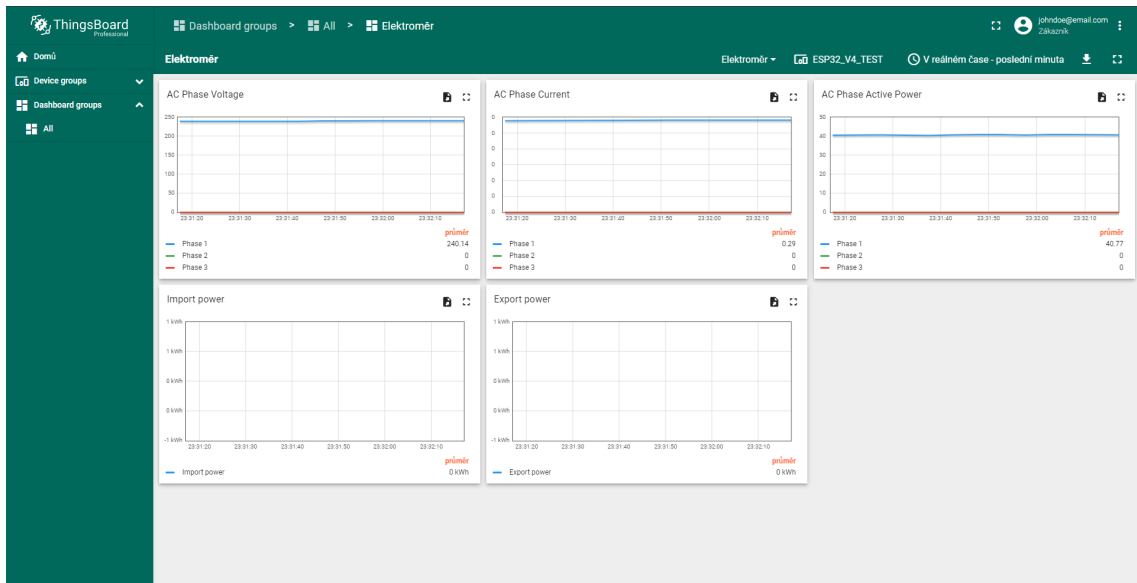 ThingsBoard
Professional
Dashboard groups > All > Elektroměr
johndoe@email.com
Zákazník
Domů
Device groups
Dashboard groups
All
Elektroměr
Elektroměr
ESP32_V4_TEST
V reálném čase - poslední minuta
AC Phase Voltage
250
200
150
100
50
0
23:31:20 23:31:30 23:31:40 23:31:50 23:32:00 23:32:10
průměr
Phase 1 240.14
Phase 2 0
Phase 3 0
AC Phase Current
0
0
0
0
0
0
0
23:31:20 23:31:30 23:31:40 23:31:50 23:32:00 23:32:10
průměr
Phase 1 0.29
Phase 2 0
Phase 3 0
AC Phase Active Power
50
40
30
20
10
0
23:31:20 23:31:30 23:31:40 23:31:50 23:32:00 23:32:10
průměr
Phase 1 40.77
Phase 2 0
Phase 3 0
Import power
1 kWh
1 kWh
0 kWh
0 kWh
-1 kWh
23:31:20 23:31:30 23:31:40 23:31:50 23:32:00 23:32:10
průměr
Import power 0 kWh
Export power
1 kWh
1 kWh
0 kWh
0 kWh
-1 kWh
23:31:20 23:31:30 23:31:40 23:31:50 23:32:00 23:32:10
průměr
Export power 0 kWh